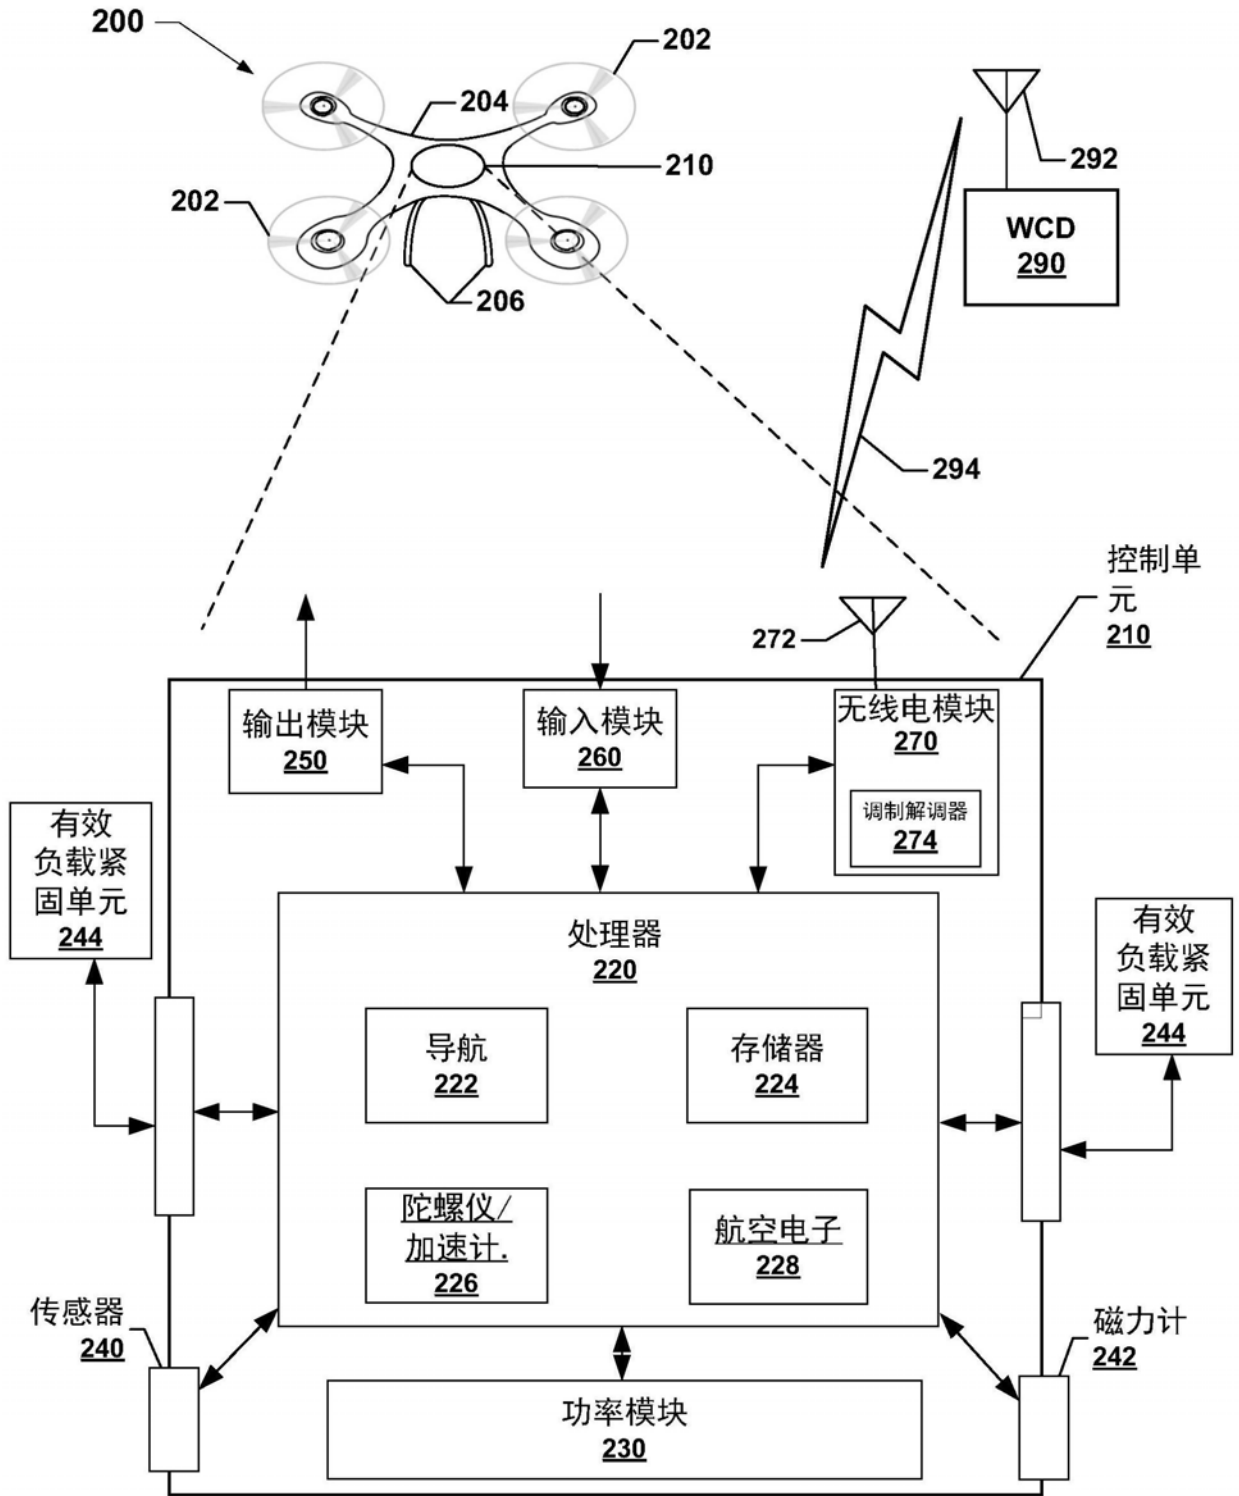 200
202
204
210
202
206
292
WCD
290
294
控制单
元
210
272
输出模块
250
输入模块
260
无线电模块
270
调制解调器
274
有效
负载紧
固单元
244
处理器
220
有效
负载紧
固单元
244
导航
222
存储器
224
陀螺仪/
加速计.
226
航空电子
228
传感器
240
磁力计
242
功率模块
230